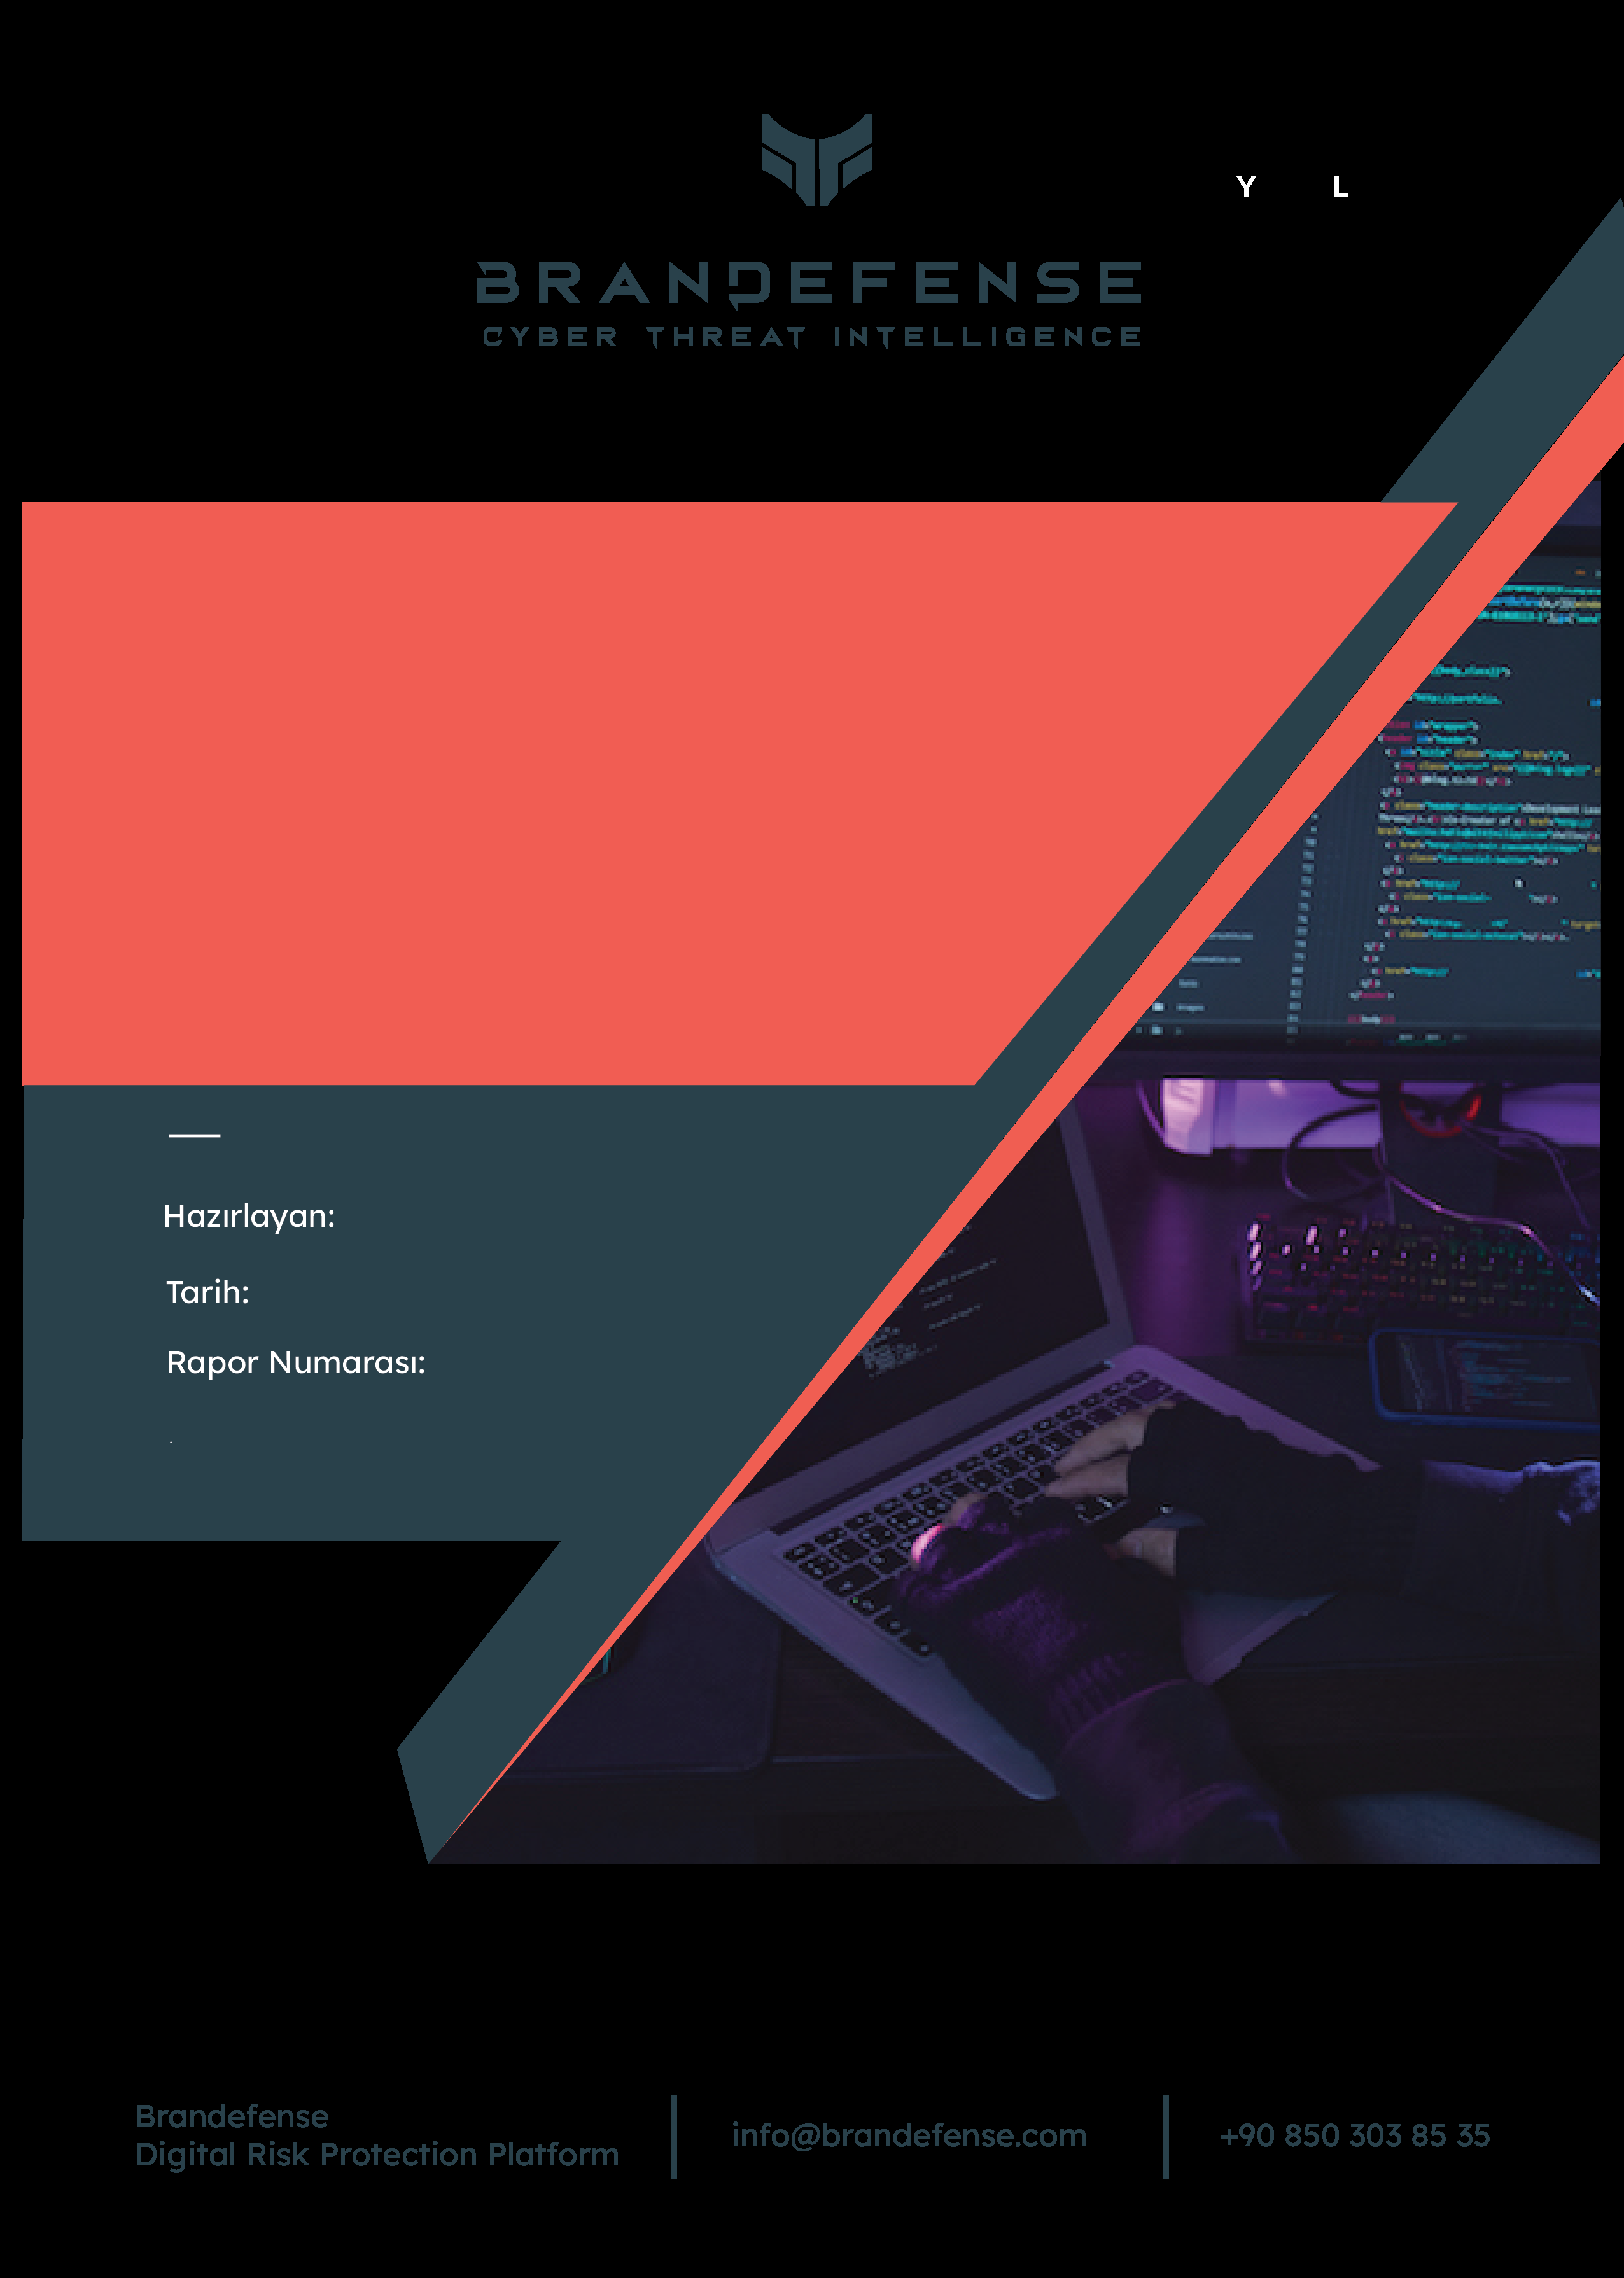 Y L
BRANDEFENSE
CYBER THREAT INTELLIGENCE
Hazırlayan:
Tarih:
Rapor Numarası:
.
Brandefense
Digital Risk Protection Platform
info@brandefense.com
+90 850 303 85 35